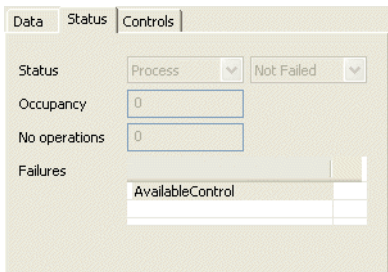 Data Status Controls
Status Process Not Failed
Occupancy 0
No operations 0
Failures
AvailableControl